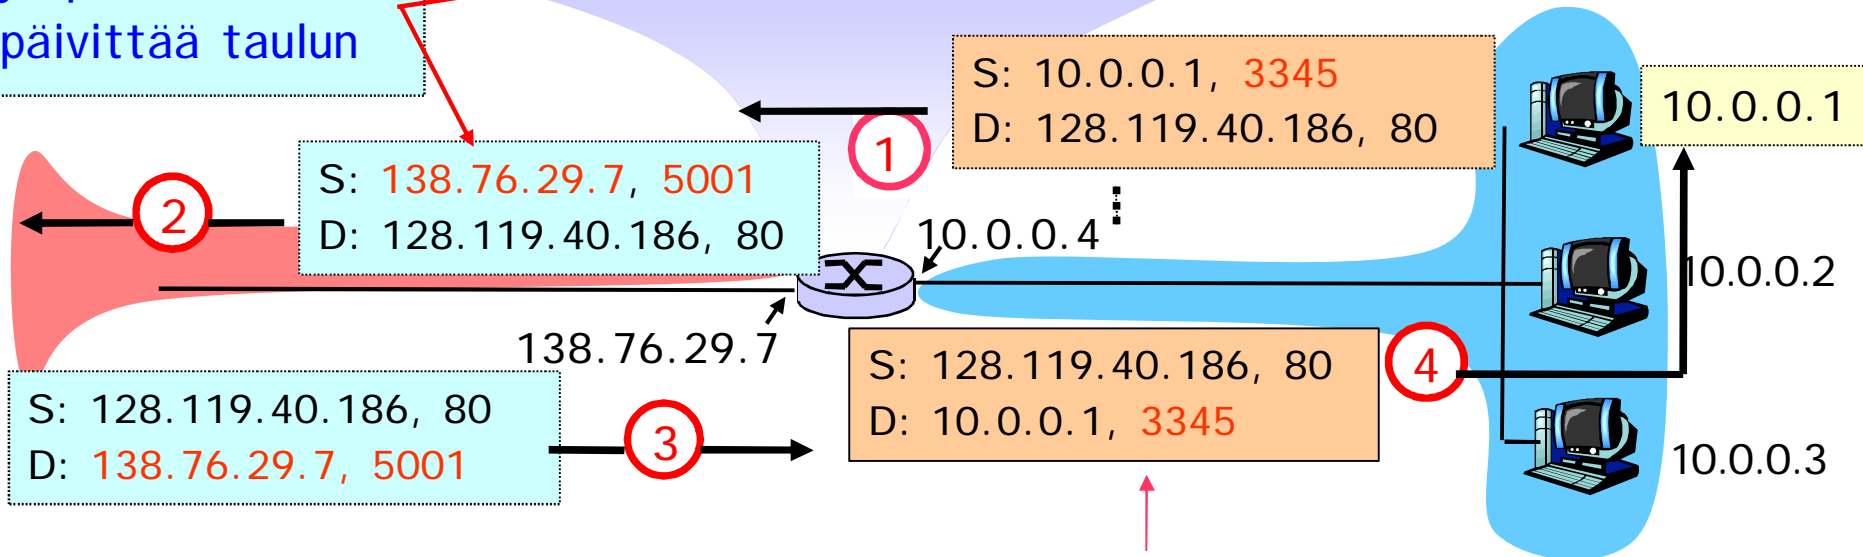 päivittää taulun
S: 10.0.0.1, 3345
D: 128.119.40.186, 80
10.0.0.1
1
S: 138.76.29.7, 5001
D: 128.119.40.186, 80
2
10.0.0.4
10.0.0.2
138.76.29.7
S: 128.119.40.186, 80
D: 10.0.0.1, 3345
4
S: 128.119.40.186, 80
D: 138.76.29.7, 5001
3
10.0.0.3